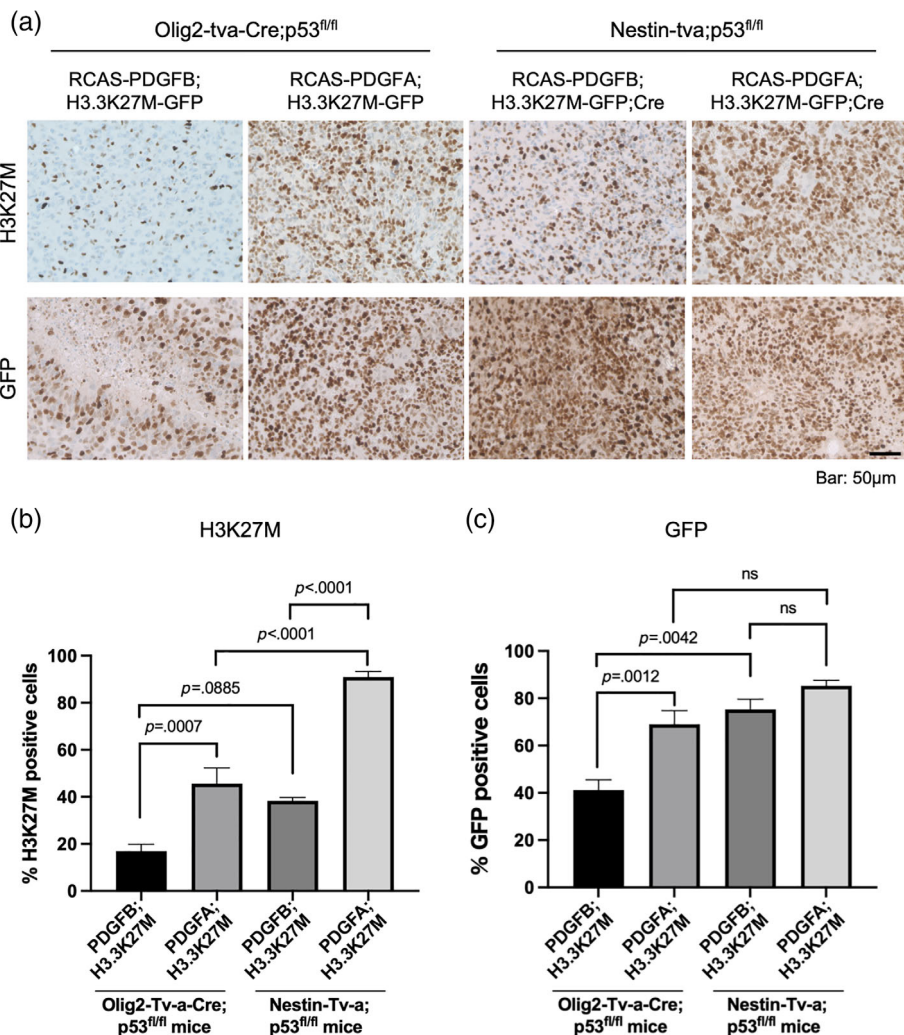 (a)
Olig2-tva-Cre;p53fl/fl
Nestin-tva;p53fl/fl
RCAS-PDGFB;
H3.3K27M-GFP
RCAS-PDGFA;
H3.3K27M-GFP
RCAS-PDGFB;
H3.3K27M-GFP;Cre
RCAS-PDGFA;
H3.3K27M-GFP;Cre
H3K27M
GFP
Bar: 50µm
(b)
H3K27M
p<.0001
p<.0001
p=.0885
p=.0007
% H3K27M positive cells
100
80
60
40
20
0
PDGFB;
H3.3K27M
PDGFA;
H3.3K27M
PDGFB;
H3.3K27M
PDGFA;
H3.3K27M
Olig2-Tv-a-Cre;
p53fl/fl mice
Nestin-Tv-a;
p53fl/fl mice
(c)
GFP
ns
ns
p=.0042
p=.0012
% GFP positive cells
100
80
60
40
20
0
PDGFB;
H3.3K27M
PDGFA;
H3.3K27M
PDGFB;
H3.3K27M
PDGFA;
H3.3K27M
Olig2-Tv-a-Cre;
p53fl/fl mice
Nestin-Tv-a;
p53fl/fl mice